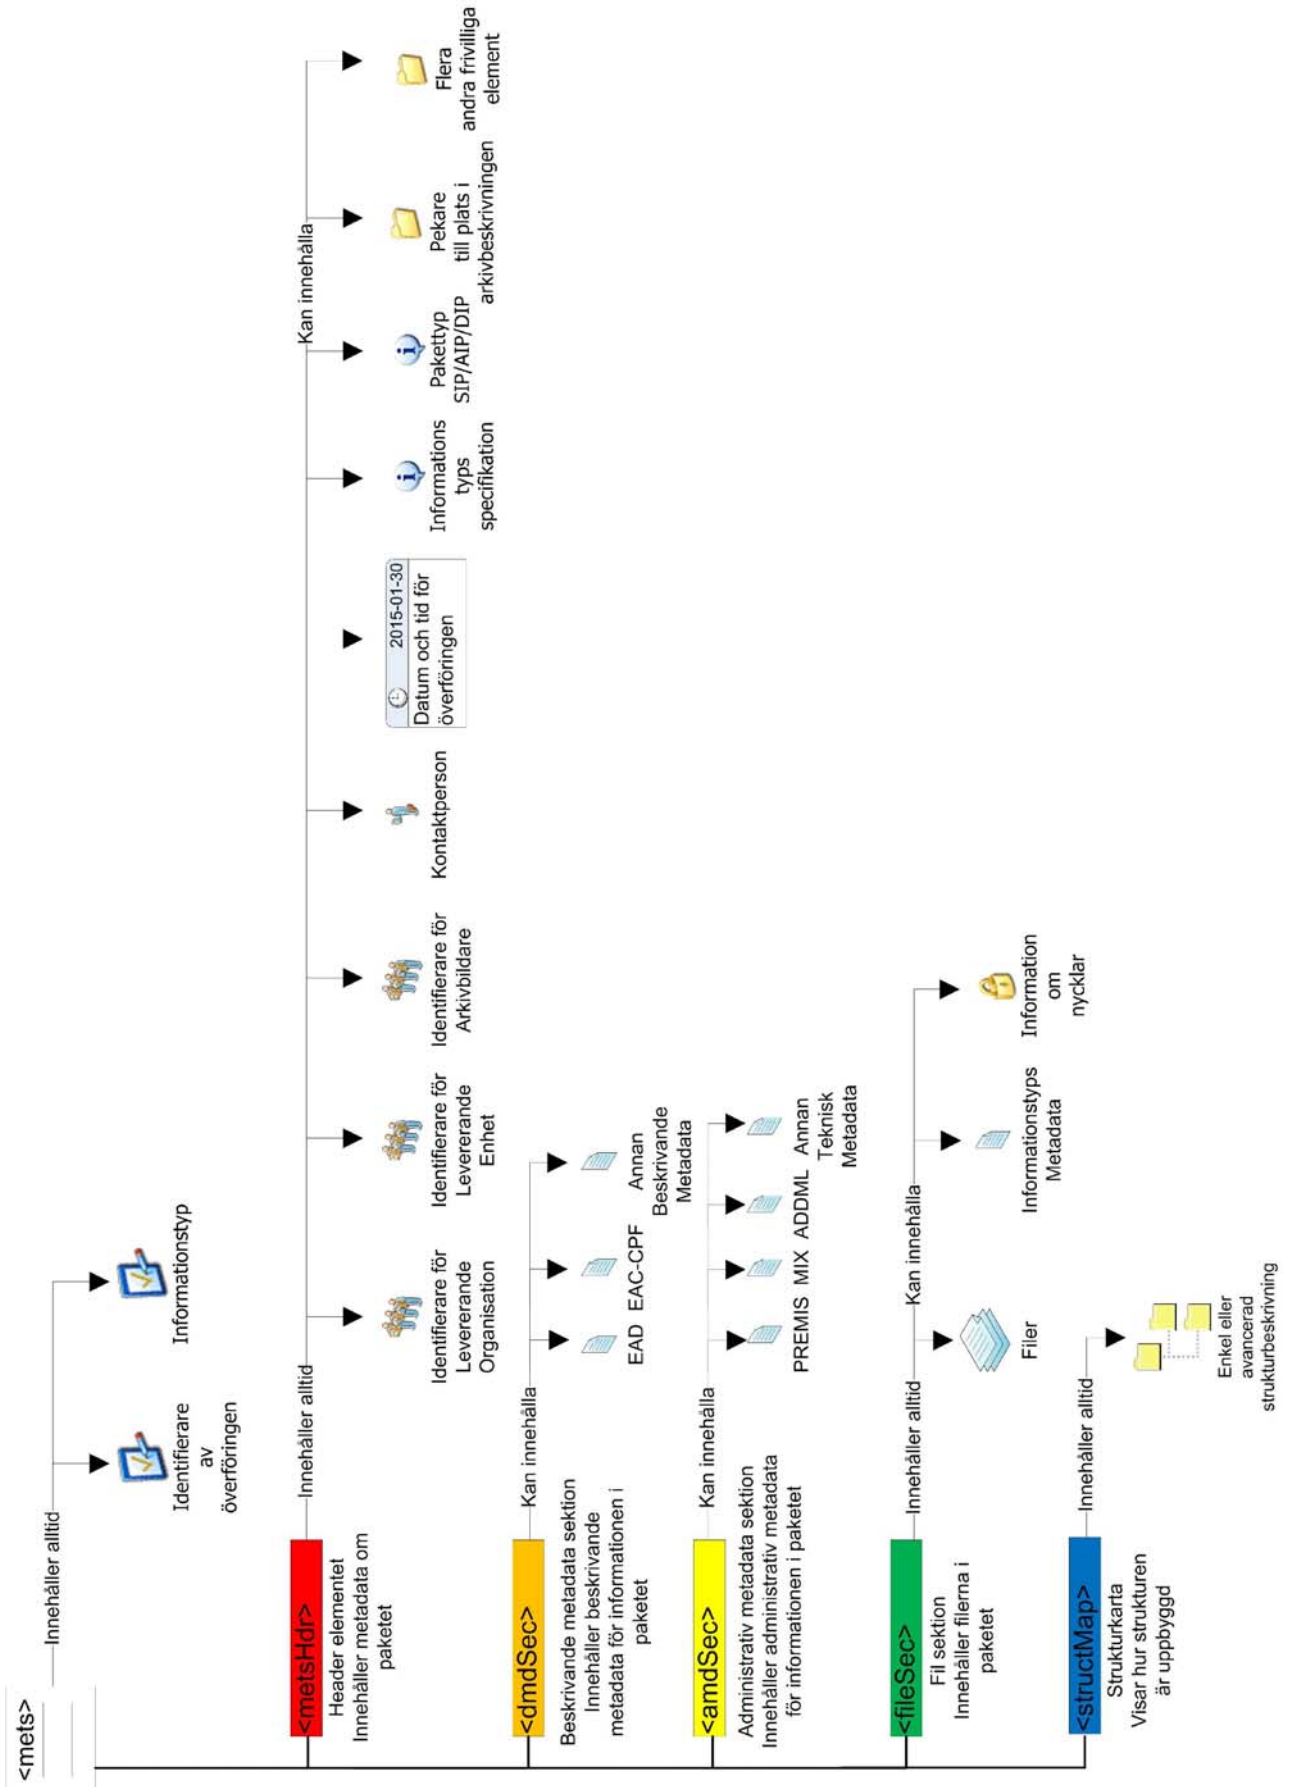 <mets>
Innehåller alltid
Identifierare
av
överföringen
Informationstyp
<metsHdr>
Header elementet
Innehåller metadata om
paketet
Innehåller alltid
Identifierare för
Levererande
Organisation
Identifierare för
Levererande
Enhet
Identifierare för
Arkivbildare
Kontaktperson
2015-01-30
Datum och tid för
överföringen
Informations
typs
specifikation
Pakettyp
SIP/AIP/DIP
Kan innehålla
Pekare
till plats i
arkivbeskrivningen
Flera
andra frivilliga
element
<dmdSec>
Beskrivande metadata sektion
Innehåller beskrivande
metadata för informationen i
paketet
Kan innehålla
EAD
EAC-CPF
Annan
Beskrivande
Metadata
<amdSec>
Administrativ metadata sektion
Innehåller administrativ metadata
för informationen i paketet
Kan innehålla
PREMIS
MIX
ADDML
Annan
Teknisk
Metadata
<fileSec>
Fil sektion
Innehåller filerna i
paketet
Innehåller alltid
Filer
Kan innehålla
Informationstyps
Metadata
Information
om
nycklar
<structMap>
Strukturkarta
Visar hur strukturen
är uppbyggd
Innehåller alltid
Enkel eller
avancerad
strukturbeskrivning